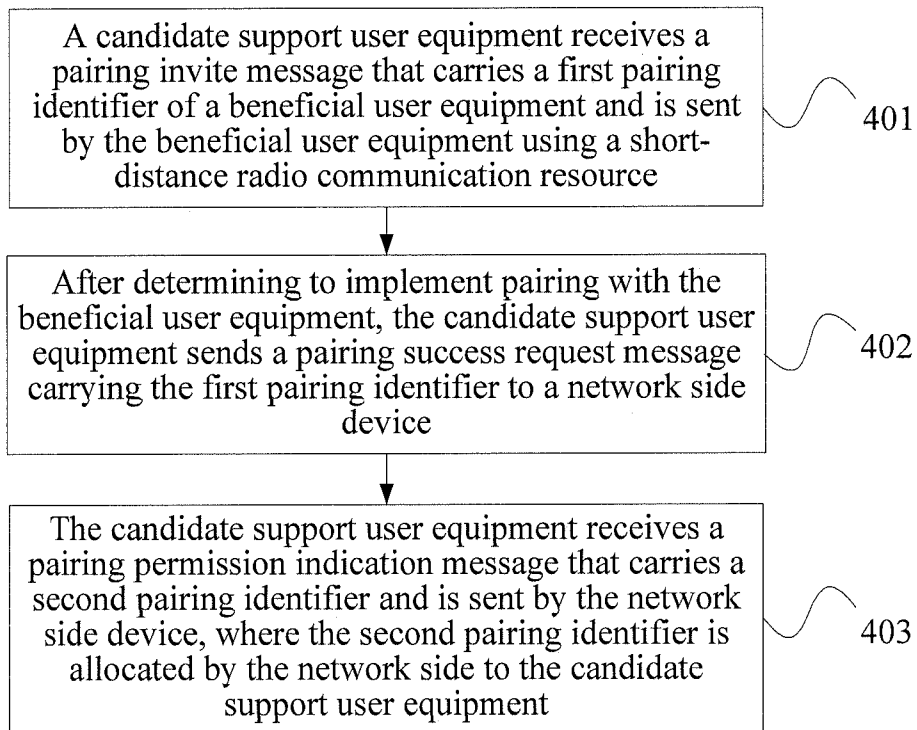 A candidate support user equipment receives a
pairing invite message that carries a first pairing
identifier of a beneficial user equipment and is sent
by the beneficial user equipment using a short-
distance radio communication resource
401
After determining to implement pairing with the
beneficial user equipment, the candidate support user
equipment sends a pairing success request message
carrying the first pairing identifier to a network side
device
402
The candidate support user equipment receives a
pairing permission indication message that carries a
second pairing identifier and is sent by the network
side device, where the second pairing identifier is
allocated by the network side to the candidate
support user equipment
403